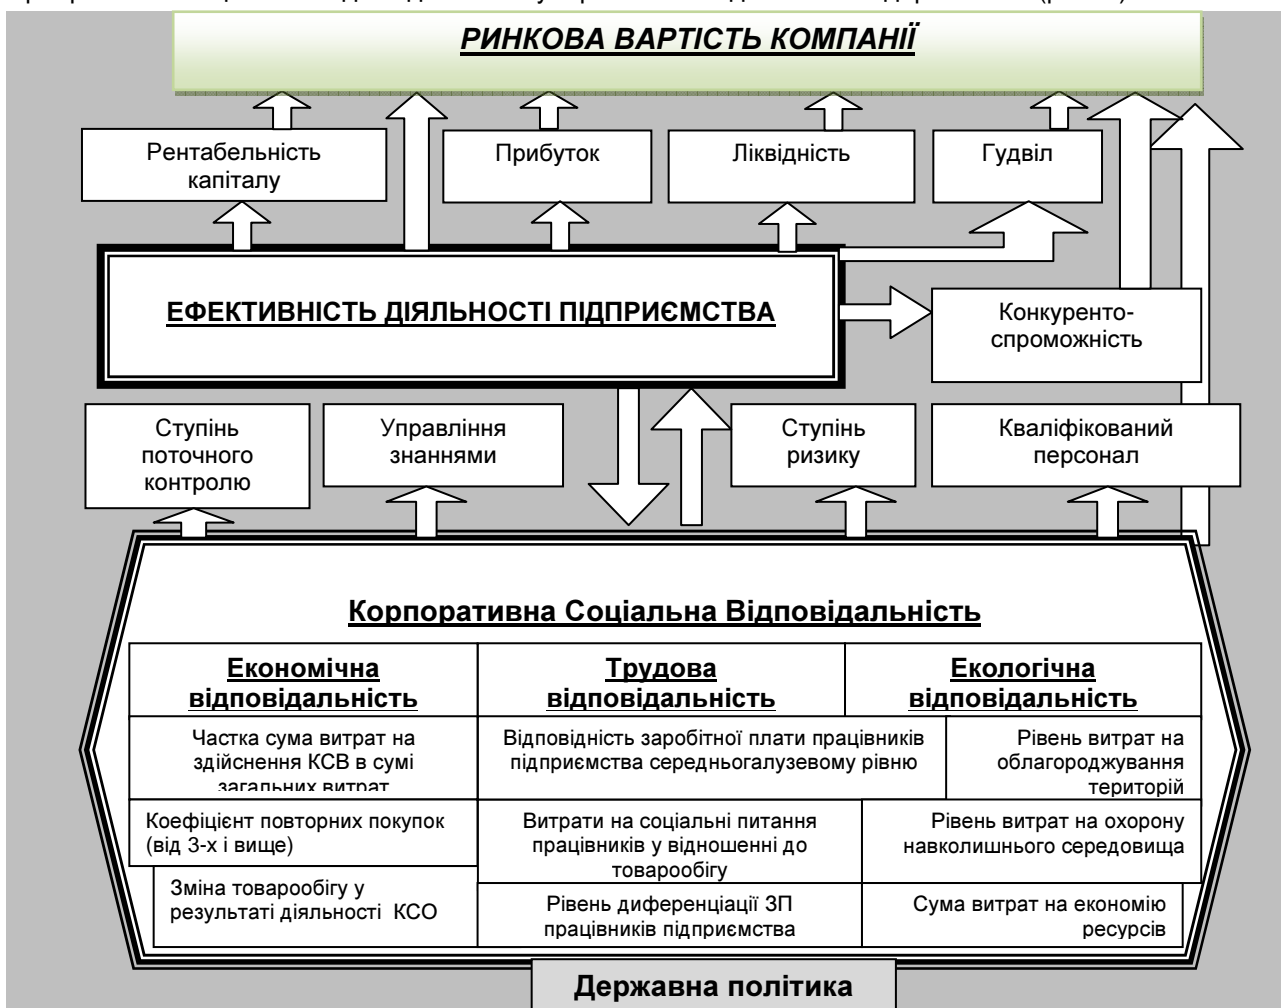 РИНКОВА ВАРТІСТЬ КОМПАНІЇ
Рентабельність
капіталу
Прибуток
Ліквідність
Гудвіл
ЕФЕКТИВНІСТЬ ДІЯЛЬНОСТІ ПІДПРИЄМСТВА
Конкуренто-
спроможність
Ступінь
поточного
контролю
Управління
знаннями
Ступінь
ризику
Кваліфікований
персонал
Корпоративна Соціальна Відповідальність
Економічна
відповідальність
Трудова
відповідальність
Екологічна
відповідальність
Частка сума витрат на
здійснення КСВ в сумі
загальних витрат
Відповідність заробітної плати працівників
підприємства середньогалузевому рівню
Рівень витрат на
облагороджування
територій
Коефіцієнт повторних покупок
(від 3-х і вище)
Витрати на соціальні питання
працівників у відношенні до
товарообігу
Рівень витрат на охорону
навколишнього середовища
Зміна товарообігу у
результаті діяльності КСО
Рівень диференціації ЗП
працівників підприємства
Сума витрат на економію
ресурсів
Державна політика